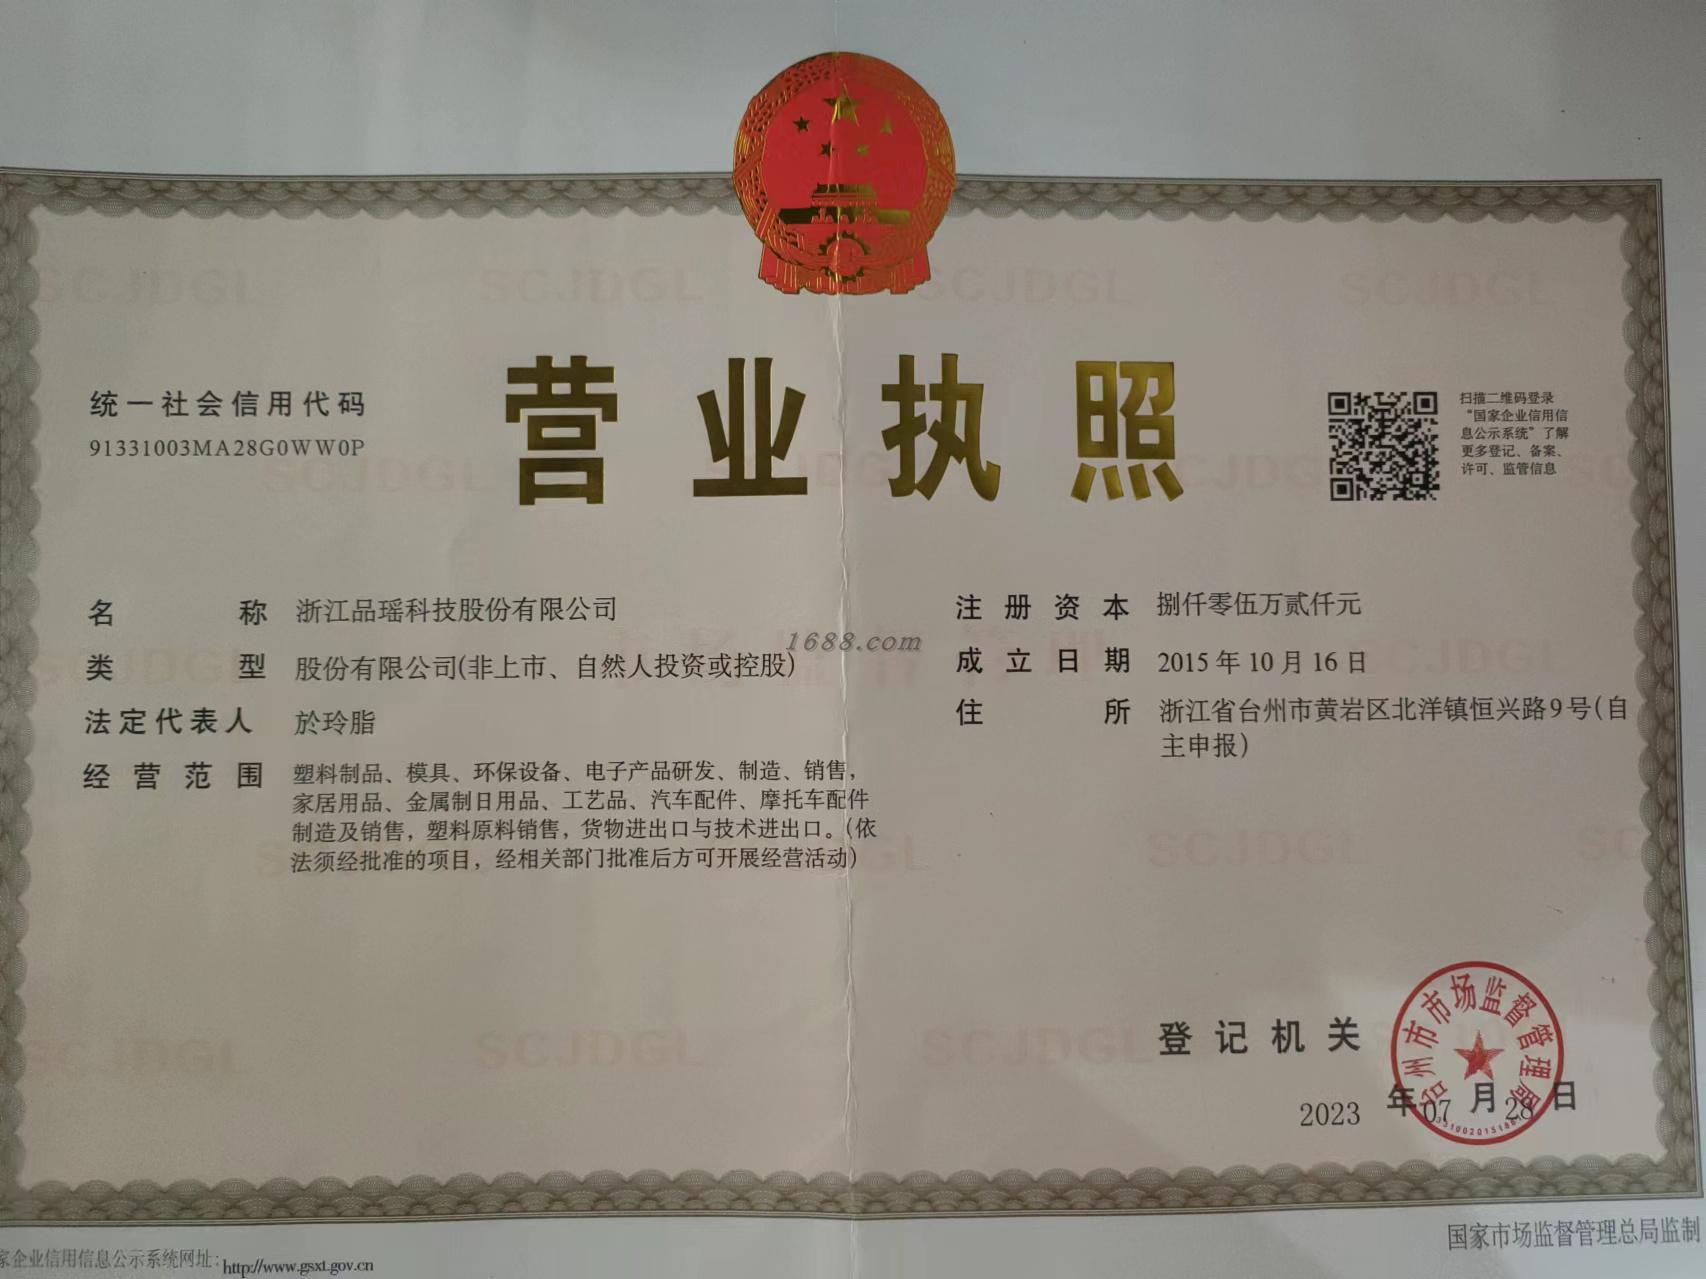 营业执照
统一社会信用代码
91331003MA28G0WW0P
扫描二维码登录
“国家企业信用信
息公示系统”了解
更多登记、备案、
许可、监管信息
名称 浙江品瑶科技股份有限公司
类型 股份有限公司(非上市、自然人投资或控股)
法定代表人 於玲脂
经营范围 塑料制品、模具、环保设备、电子产品研发、制造、销售，
家居用品、金属制日用品、工艺品、汽车配件、摩托车配件
制造及销售，塑料原料销售，货物进出口与技术进出口。（依
法须经批准的项目，经相关部门批准后方可开展经营活动）
注册资本 捌仟零伍万贰仟元
成立日期 2015年10月16日
住所 浙江省台州市黄岩区北洋镇恒兴路9号(自
主申报)
1688.com
登记机关
台州市市场监督管理局
2023年07月28日
家企业信用信息公示系统网址：http://www.gsxt.gov.cn
国家市场监督管理总局监制
SCJDGL